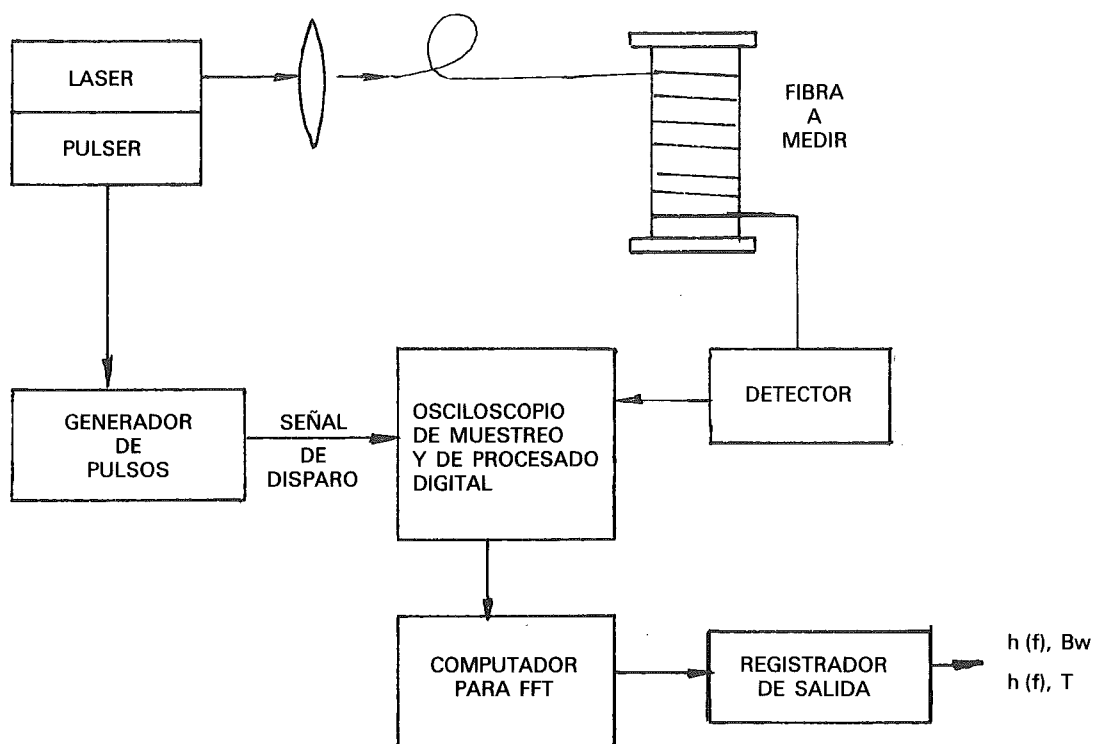 LASER
PULSER
FIBRA
A
MEDIR
GENERADOR
DE
PULSOS
SEÑAL
DE
DISPARO
OSCILOSCOPIO
DE MUESTREO
Y DE PROCESADO
DIGITAL
DETECTOR
COMPUTADOR
PARA FFT
REGISTRADOR
DE SALIDA
h (f), Bw
h (f), T